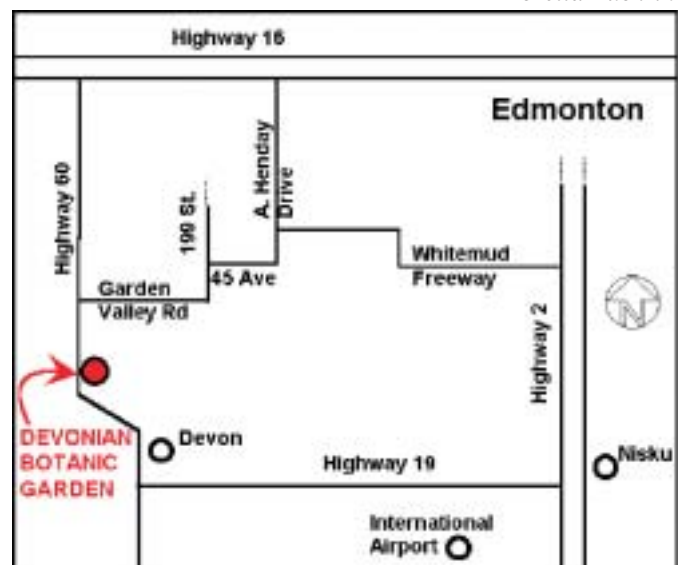 Highway 16
Edmonton
Highway 60
199 St.
A. Henday
Drive
Whitemud
Freeway
45 Ave
Garden
Valley Rd
Highway 2
N
DEVONIAN
BOTANIC
GARDEN
Devon
Highway 19
Nisku
International
Airport